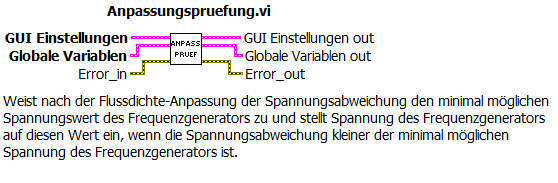 Anpassungspruefung.vi
GUI Einstellungen
GUI Einstellungen out
ANPASS
Globale Variablen
Globale Variablen out
PRUEF
Error_in
Error_out
Weist nach der Flussdichte-Anpassung der Spannungsabweichung den minimal möglichen
Spannungswert des Frequenzgenerators zu und stellt Spannung des Frequenzgenerators
auf diesen Wert ein, wenn die Spannungsabweichung kleiner der minimal möglichen
Spannung des Frequenzgenerators ist.